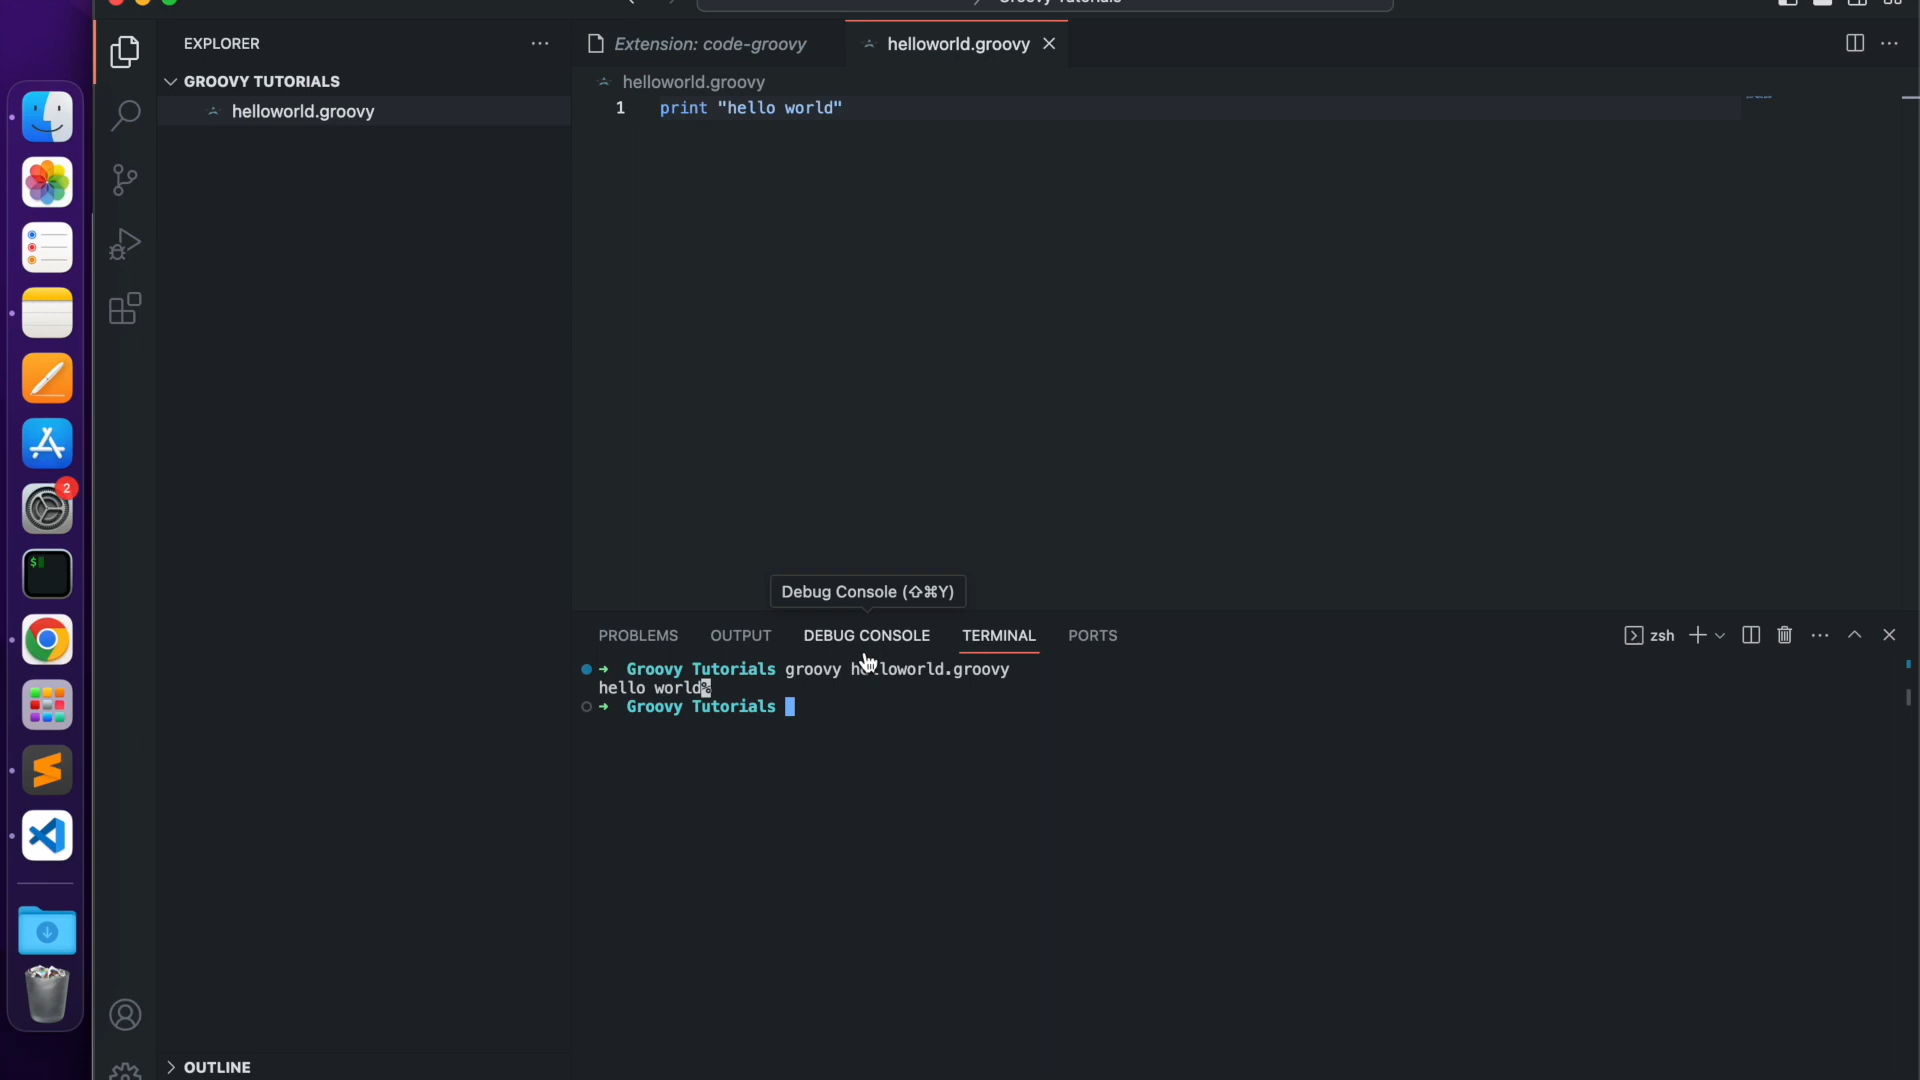 EXPLORER
GROOVY TUTORIALS
helloworld.groovy
OUTLINE
Extension: code-groovy
helloworld.groovy
helloworld.groovy
1 print "hello world"
Debug Console (⇧⌘Y)
PROBLEMS OUTPUT DEBUG CONSOLE TERMINAL PORTS
zsh
→ Groovy Tutorials groovy helloworld.groovy
hello world%
→ Groovy Tutorials
2
$